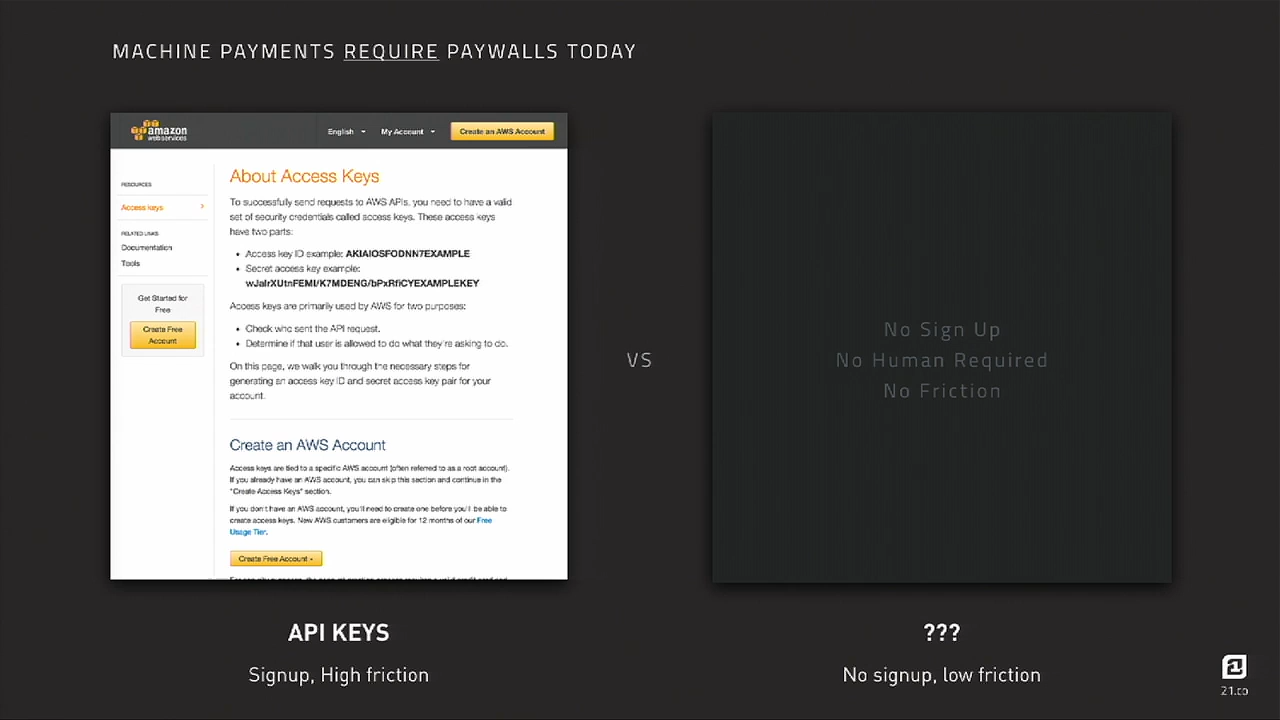 MACHINE PAYMENTS REQUIRE PAYWALLS TODAY
amazon
webservices
English
My Account
Create an AWS Account
RESOURCES
Access keys
RELATED LINKS
Documentation
Tools
Get Started for
Free
Create Free
Account
About Access Keys
To successfully send requests to AWS APIs, you need to have a valid
set of security credentials called access keys. These access keys
have two parts:
• Access key ID example: AKIAIOSFODNN7EXAMPLE
• Secret access key example:
wJalrXUtnFEMI/K7MDENG/bPxRfiCYEXAMPLEKEY
Access keys are primarily used by AWS for two purposes:
• Check who sent the API request.
• Determine if that user is allowed to do what they're asking to do.
On this page, we walk you through the necessary steps for
generating an access key ID and secret access key pair for your
account.
Create an AWS Account
Access keys are tied to a specific AWS account (often referred to as a root account).
If you already have an AWS account, you can skip this section and continue in the
"Create Access Keys" section.
If you don't have an AWS account, you'll need to create one before you'll be able to
create access keys. New AWS customers are eligible for 12 months of our Free
Usage Tier.
Create Free Account
VS
No Sign Up
No Human Required
No Friction
API KEYS
Signup, High friction
???
No signup, low friction
21
21.co